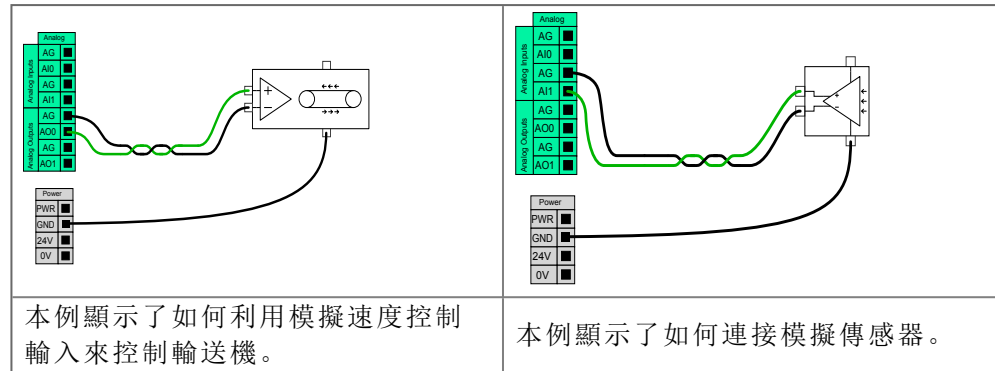 Analog
Analog Inputs
AG
AI0
AG
AI1
Analog Outputs
AG
AO0
AG
AO1
Power
PWR
GND
24V
0V
+
−
本例顯示了如何利用模擬速度控制
輸入來控制輸送機。
Analog
Analog Inputs
AG
AI0
AG
AI1
Analog Outputs
AG
AO0
AG
AO1
Power
PWR
GND
24V
0V
+
-
本例顯示了如何連接模擬傳感器。